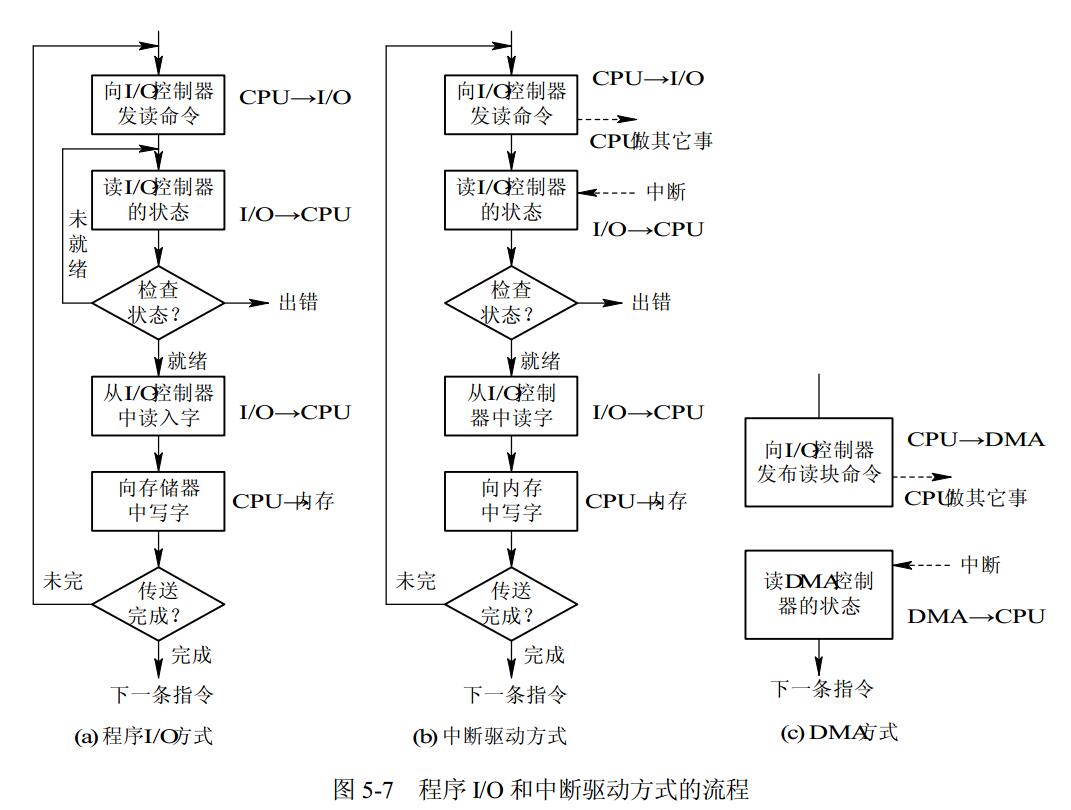 向I/O控制器
发读命令
CPU→I/O
读I/O控制器
的状态
I/O→CPU
未
就
绪
检查
状态？
出错
就绪
从I/O控制器
中读入字
I/O→CPU
向存储器
中写字
CPU→内存
未完
传送
完成？
完成
下一条指令
(a) 程序I/O方式
向I/O控制器
发读命令
CPU→I/O
CPU做其它事
读I/O控制器
的状态
中断
I/O→CPU
检查
状态？
出错
就绪
从I/O控制
器中读字
I/O→CPU
向内存
中写字
CPU→内存
未完
传送
完成？
完成
下一条指令
(b) 中断驱动方式
向I/O控制器
发布读块命令
CPU→DMA
CPU做其它事
读DMA控制
器的状态
中断
DMA→CPU
下一条指令
(c) DMA方式
图 5-7 程序 I/O 和中断驱动方式的流程